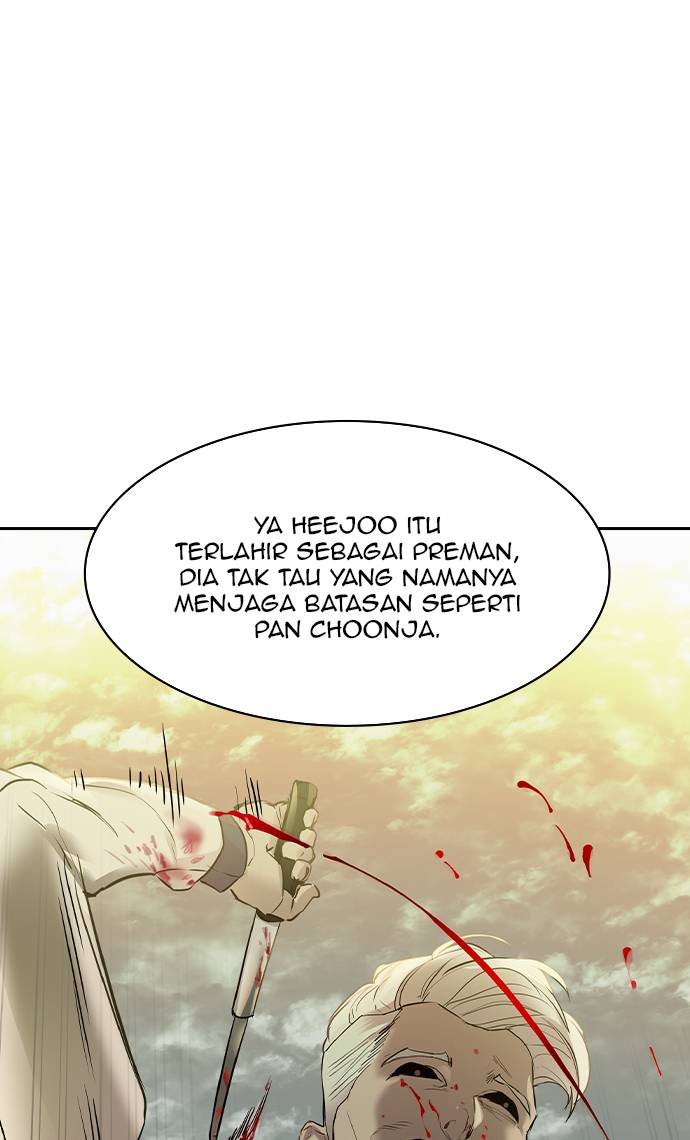 YA HEEJOO ITU
TERLAHIR SEBAGAI PREMAN,
DIA TAK TAU YANG NAMANYA
MENJAGA BATASAN SEPERTI
PAN CHOONJA.